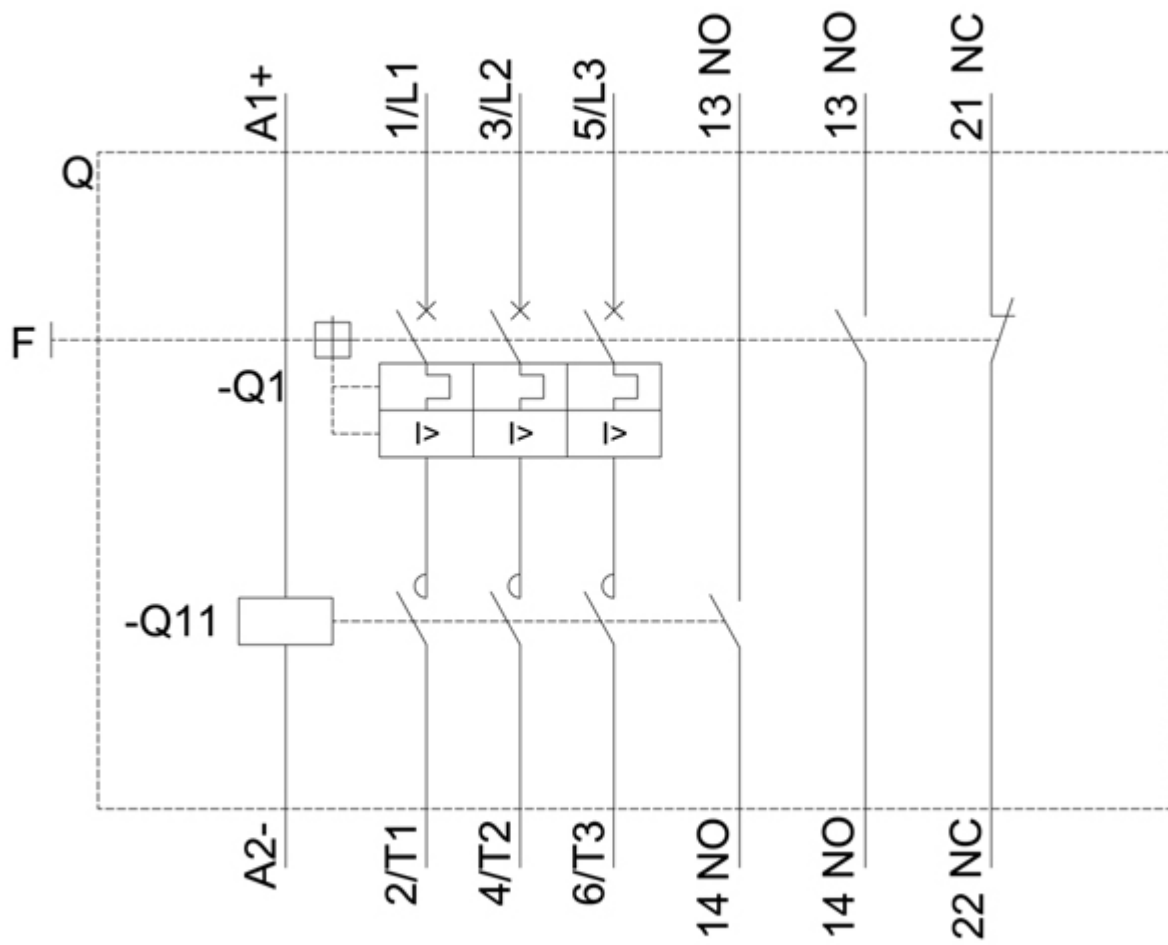 A1+
1/L1
3/L2
5/L3
13 NO
13 NO
21 NC
Q
F
-Q1
I>
I>
I>
-Q11
A2-
2/T1
4/T2
6/T3
14 NO
14 NO
22 NC